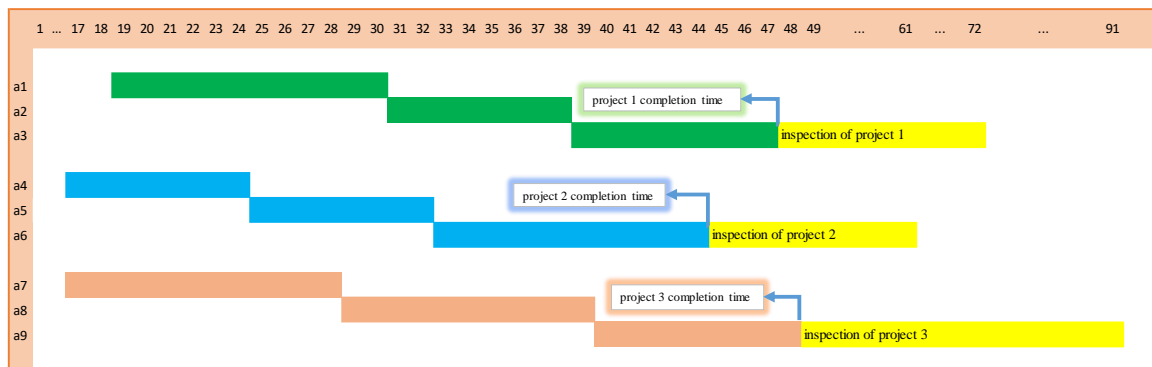 1 ... 17 18 19 20 21 22 23 24 25 26 27 28 29 30 31 32 33 34 35 36 37 38 39 40 41 42 43 44 45 46 47 48 49 ... 61 ... 72 ... 91
a1
project 1 completion time
a2
a3 inspection of project 1
a4
project 2 completion time
a5
a6 inspection of project 2
a7
project 3 completion time
a8
a9 inspection of project 3